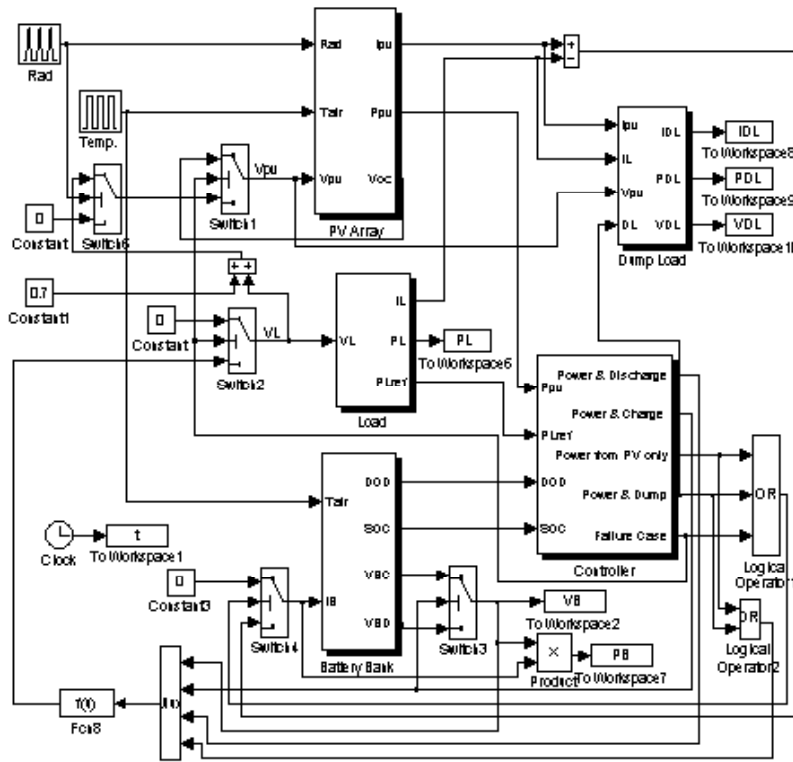 Rad
Temp.
Rad
Tair
Vpu
Ipu
Ppu
Voc
PV Array
+
−
Ipu
IL
Vpu
DL
IDL
PDL
VDL
Dump Load
IDL
To Workspace8
PDL
To Workspace9
VDL
To Workspace1
Vpu
Switch1
0
Constant
Switch6
+ +
0.7
Constant1
0
Constant
VL
Switch2
VL
IL
PL
PLref
Load
PL
To Workspace6
Ppu
PLref
DOD
SOC
Power & Discharge
Power & Charge
Power from PV only
Power & Dump
Failure Case
Controller
OR
Logical
Operator1
OR
Logical
Operator2
Tair
IB
DOD
SOC
VBC
VBD
Battery Bank
Clock
t
To Workspace1
0
Constant3
Switch4
Switch3
VB
To Workspace2
×
Product
PB
To Workspace7
f(u)
Fcn8